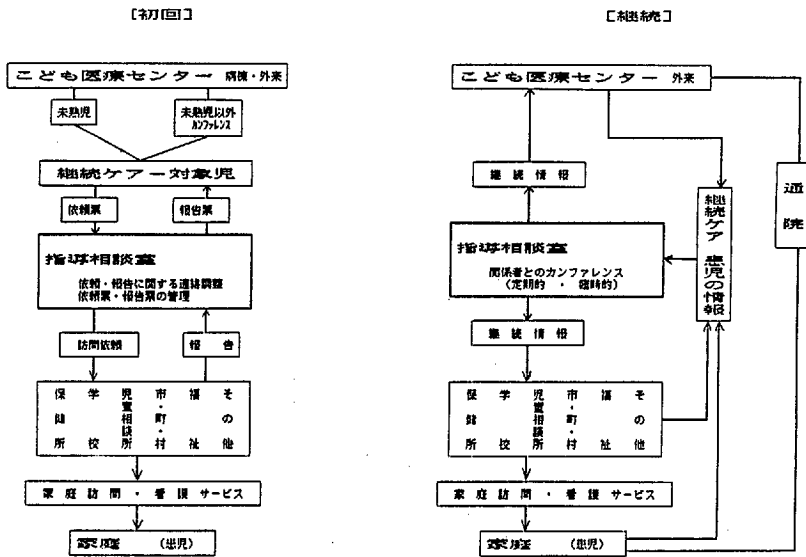 [初回]
こども医療センター 病棟・外来
未熟児
未熟児以外
カンファレンス
継続ケアー対象児
依頼票
報告票
指導相談室
依頼・報告に関する連絡調整
依頼票・報告票の管理
訪問依頼
報告
保健所
学校
児童相談所
市・町・村
福祉
その他
家庭訪問・看護サービス
家庭 (患児)
[継続]
こども医療センター 外来
継続情報
指導相談室
関係者とのカンファレンス
(定期的 ・ 臨時的)
継続情報
保健所
学校
児童相談所
市・町・村
福祉
その他
家庭訪問・看護サービス
家庭 (患児)
継続ケア 患児の情報
通院